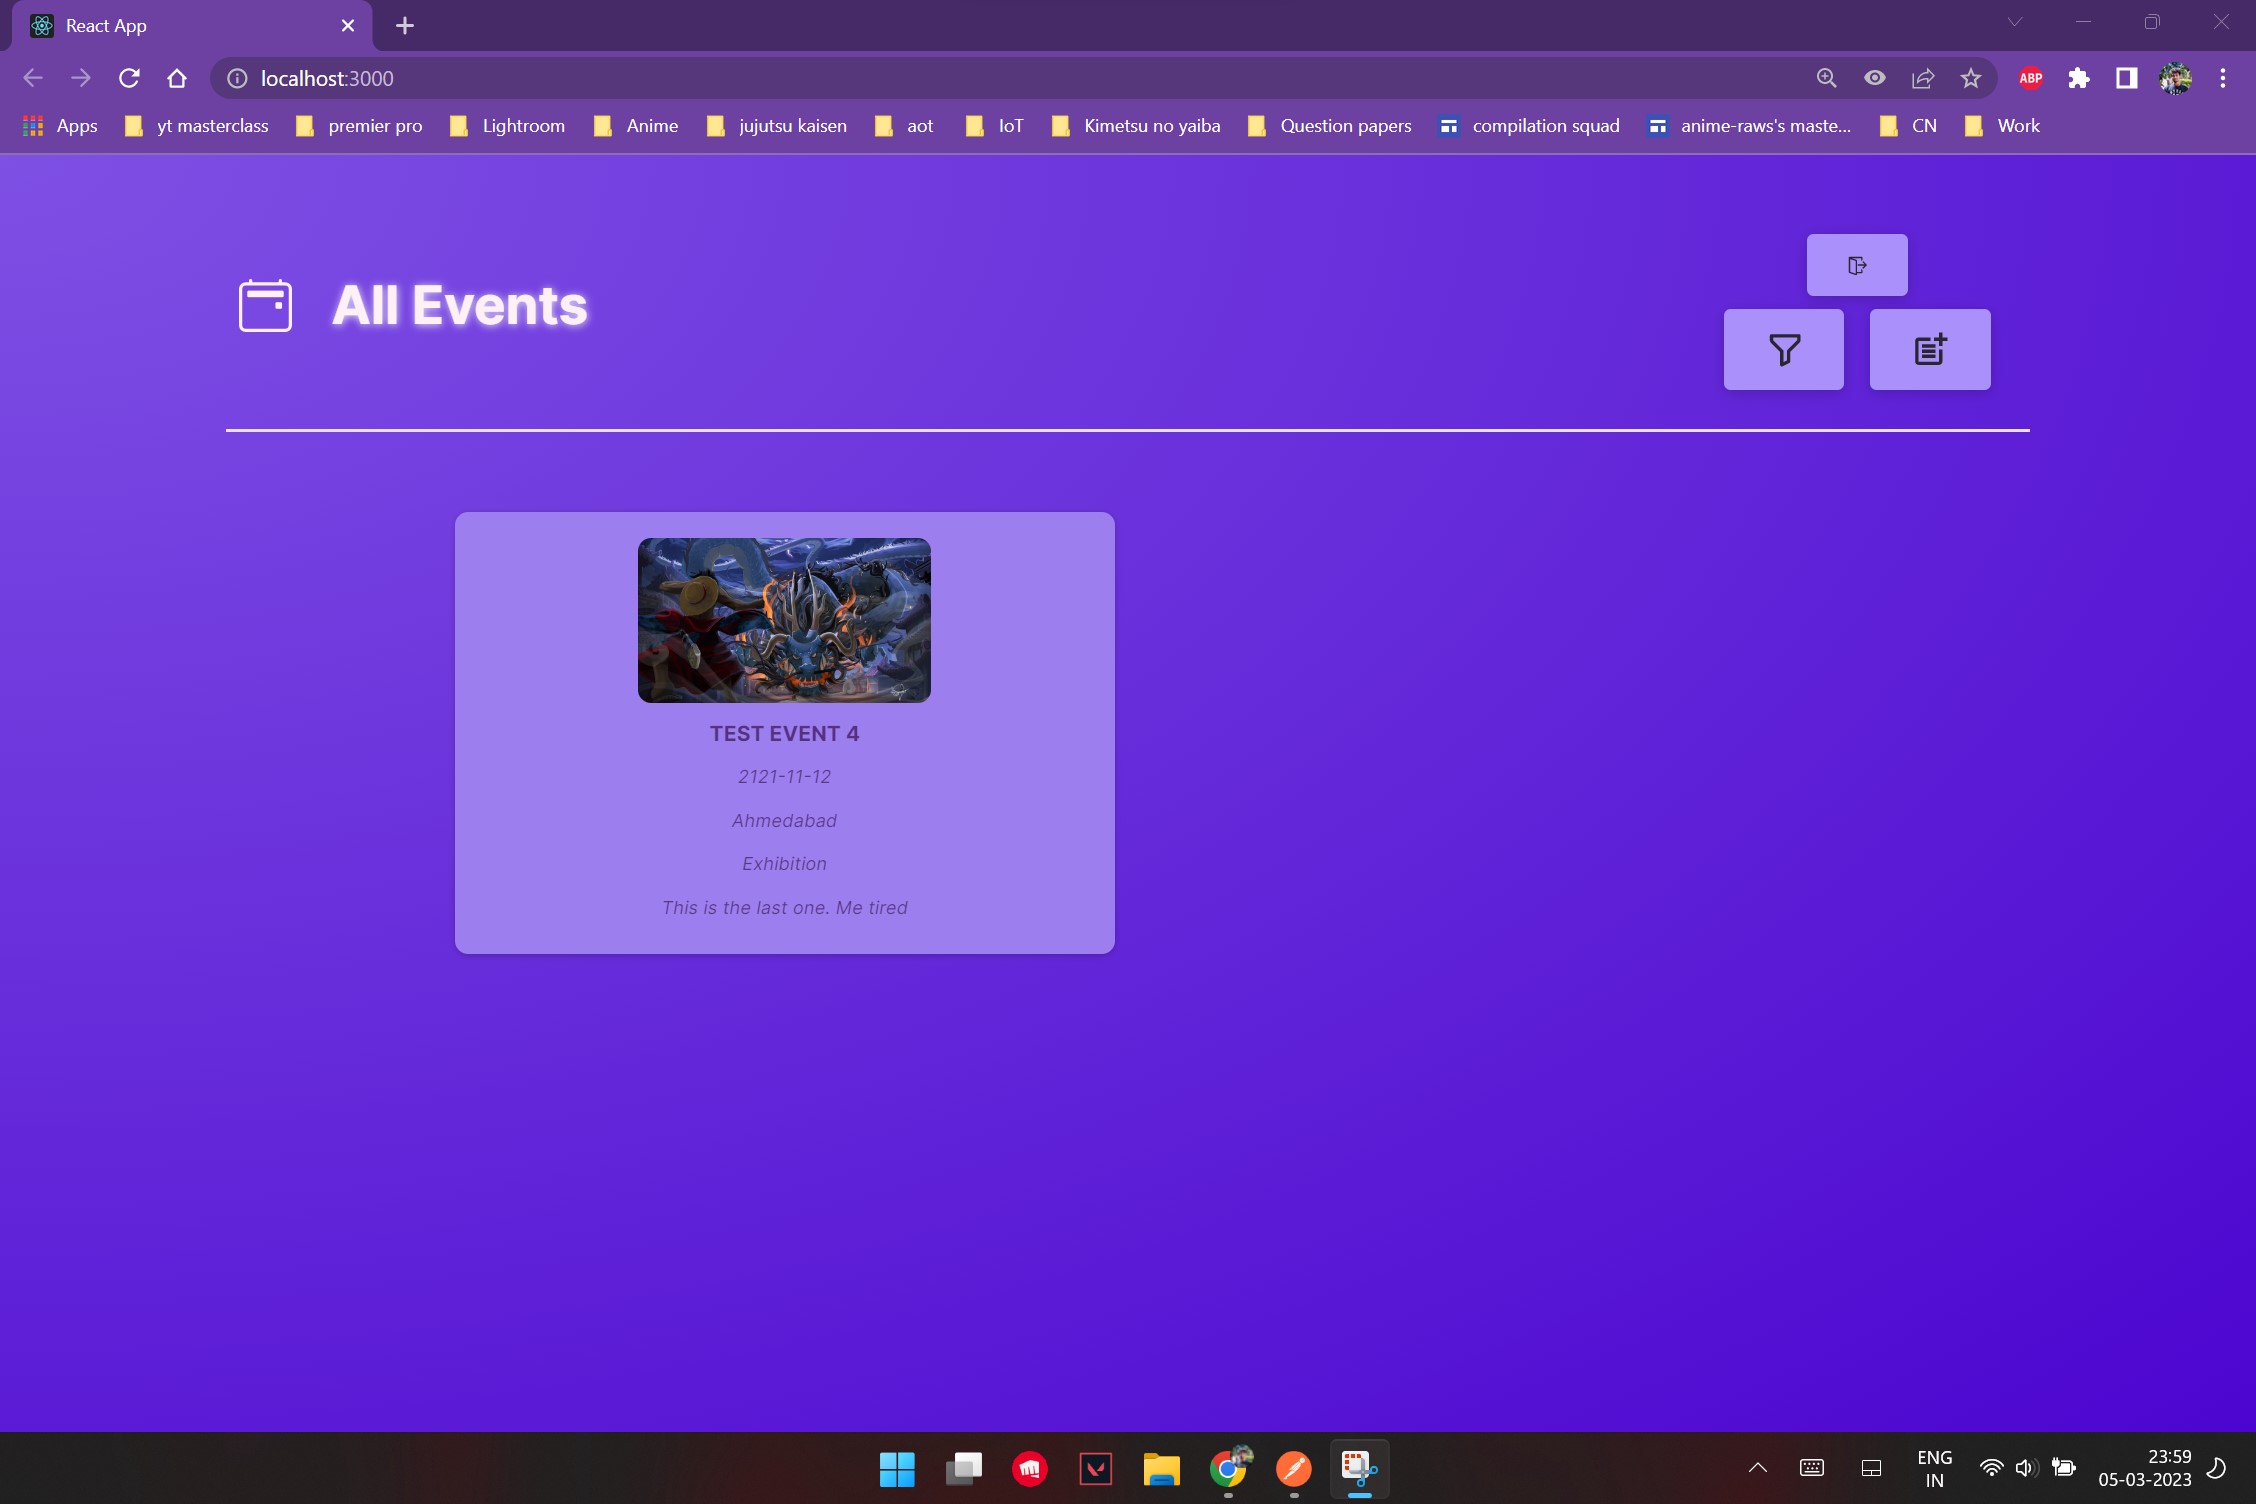 React App
localhost:3000
ABP
Apps yt masterclass premier pro Lightroom Anime jujutsu kaisen aot IoT Kimetsu no yaiba Question papers compilation squad anime-raws's maste... CN Work
All Events
TEST EVENT 4
2121-11-12
Ahmedabad
Exhibition
This is the last one. Me tired
ENG
IN
23:59
05-03-2023